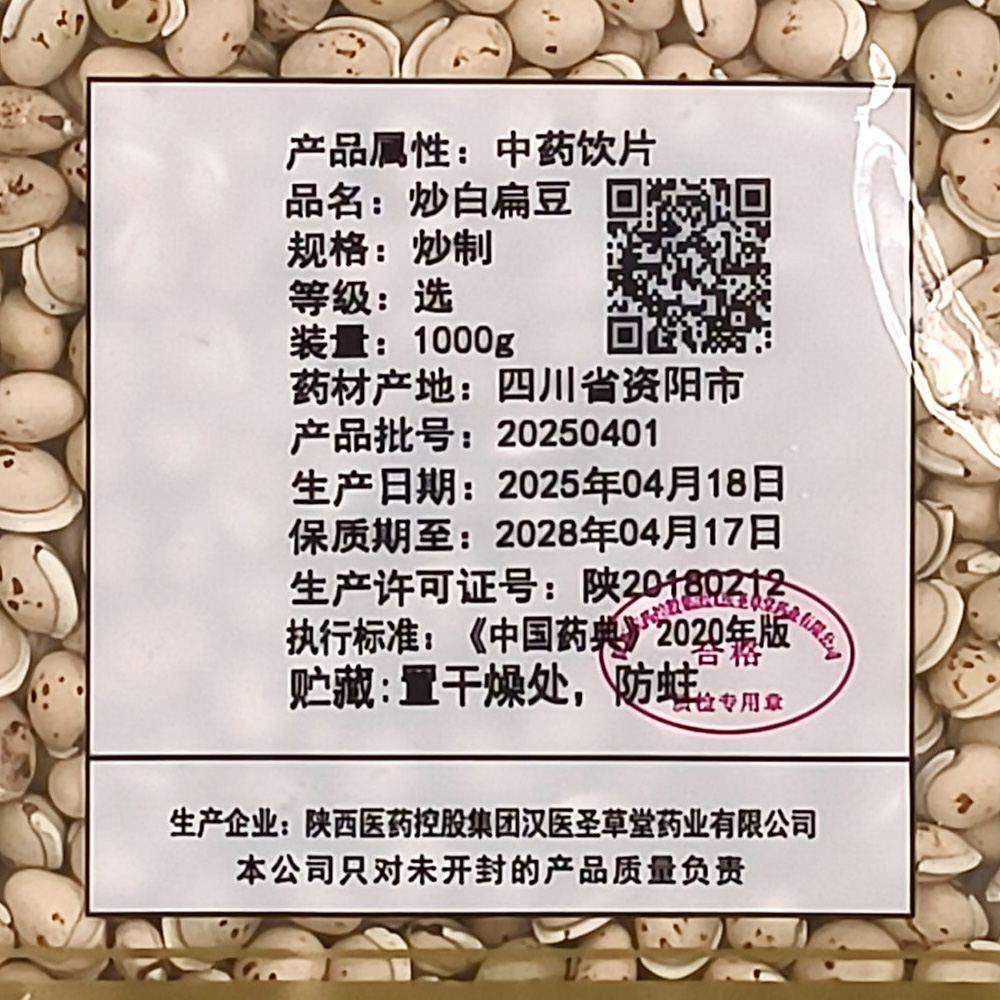 产品属性：中药饮片
品名：炒白扁豆
规格：炒制
等级：选
装量：1000g
药材产地：四川省资阳市
产品批号：20250401
生产日期：2025年04月18日
保质期至：2028年04月17日
生产许可证号：陕20180212
执行标准：《中国药典》2020年版
贮藏：置干燥处，防蛀
合格
质检专用章
生产企业：陕西医药控股集团汉医圣草堂药业有限公司
本公司只对未开封的产品质量负责